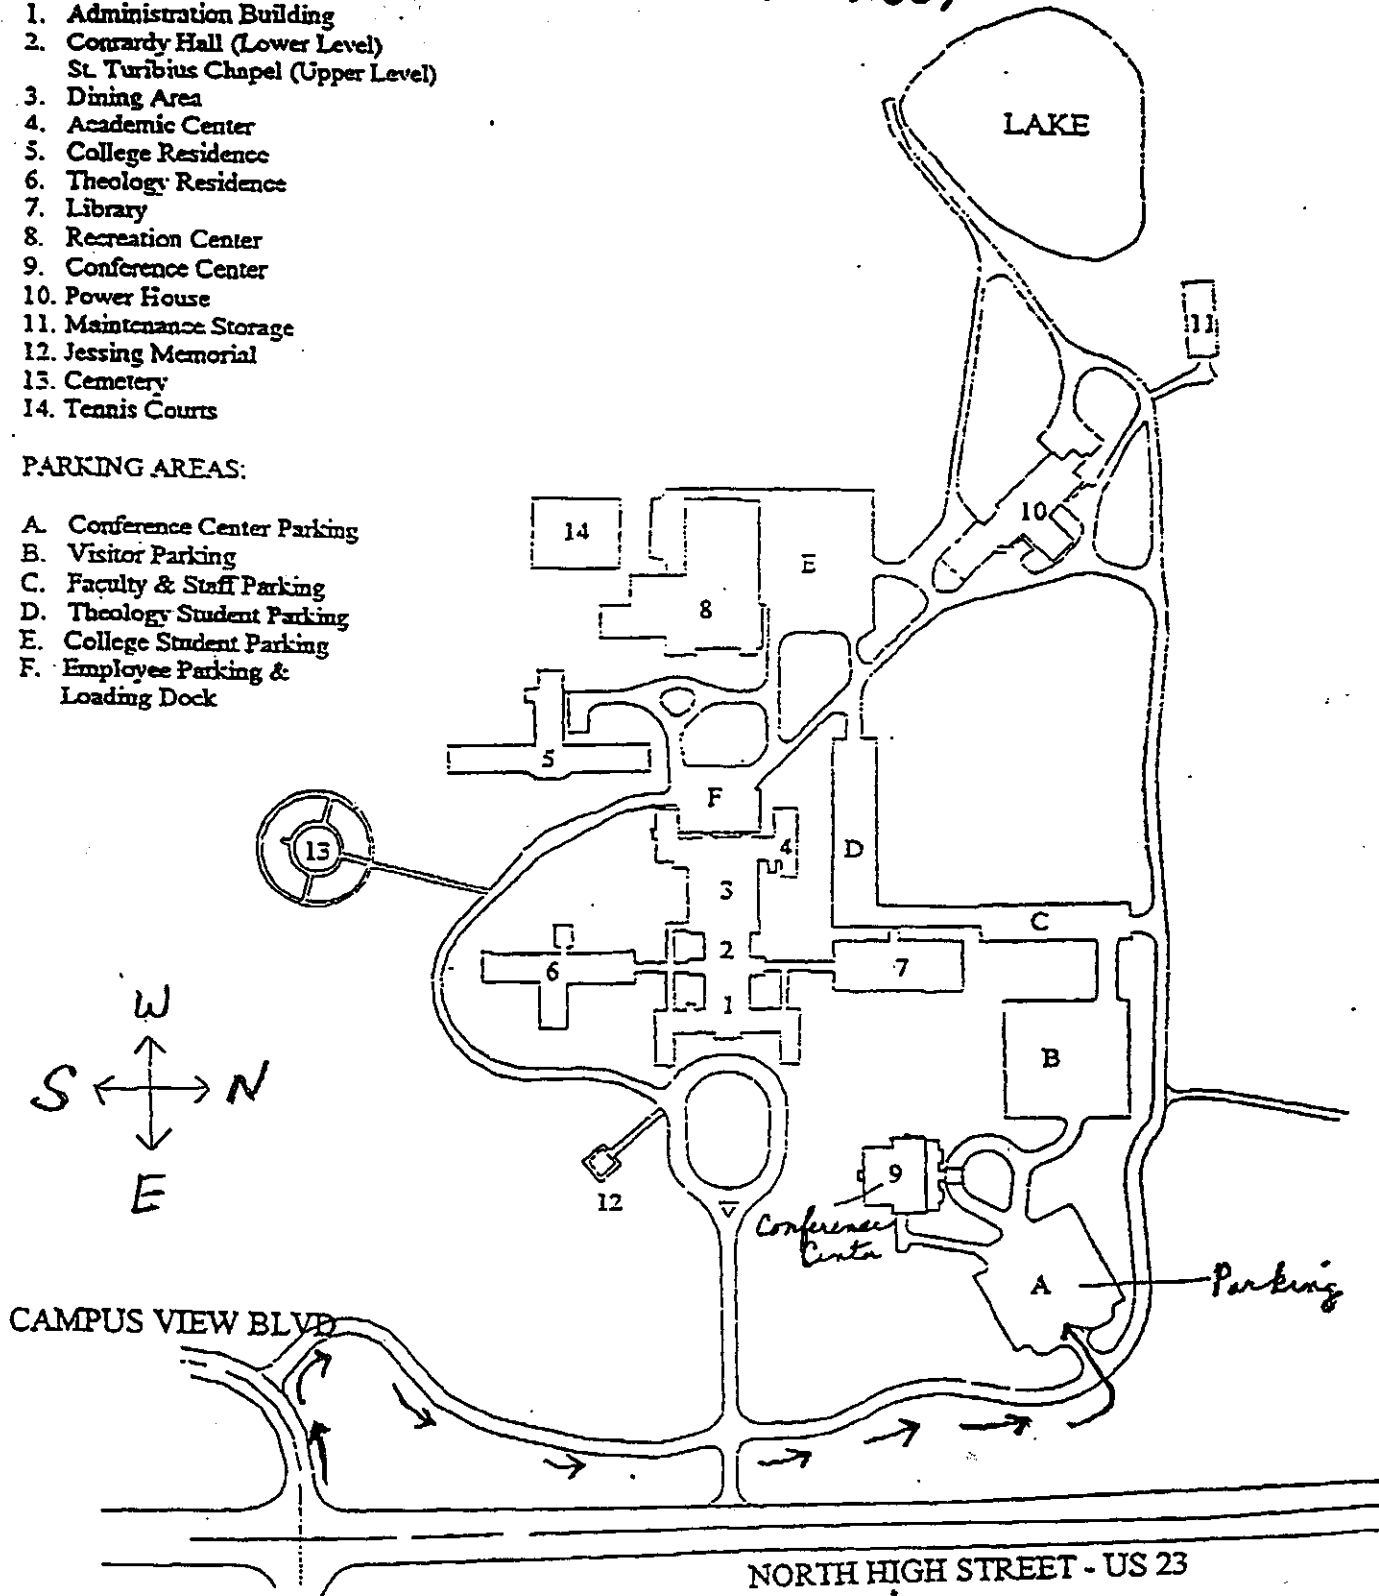 1. Administration Building
2. Conrardy Hall (Lower Level)
St. Turibius Chapel (Upper Level)
3. Dining Area
4. Academic Center
5. College Residence
6. Theology Residence
7. Library
8. Recreation Center
9. Conference Center
10. Power House
11. Maintenance Storage
12. Jessing Memorial
13. Cemetery
14. Tennis Courts
PARKING AREAS:
A. Conference Center Parking
B. Visitor Parking
C. Faculty & Staff Parking
D. Theology Student Parking
E. College Student Parking
F. Employee Parking &
Loading Dock
LAKE
11
10
14
E
8
5
F
13
4
D
3
C
2
6
7
1
W
S N
E
B
9
12
Conference
Center
A
Parking
CAMPUS VIEW BLVD
NORTH HIGH STREET - US 23